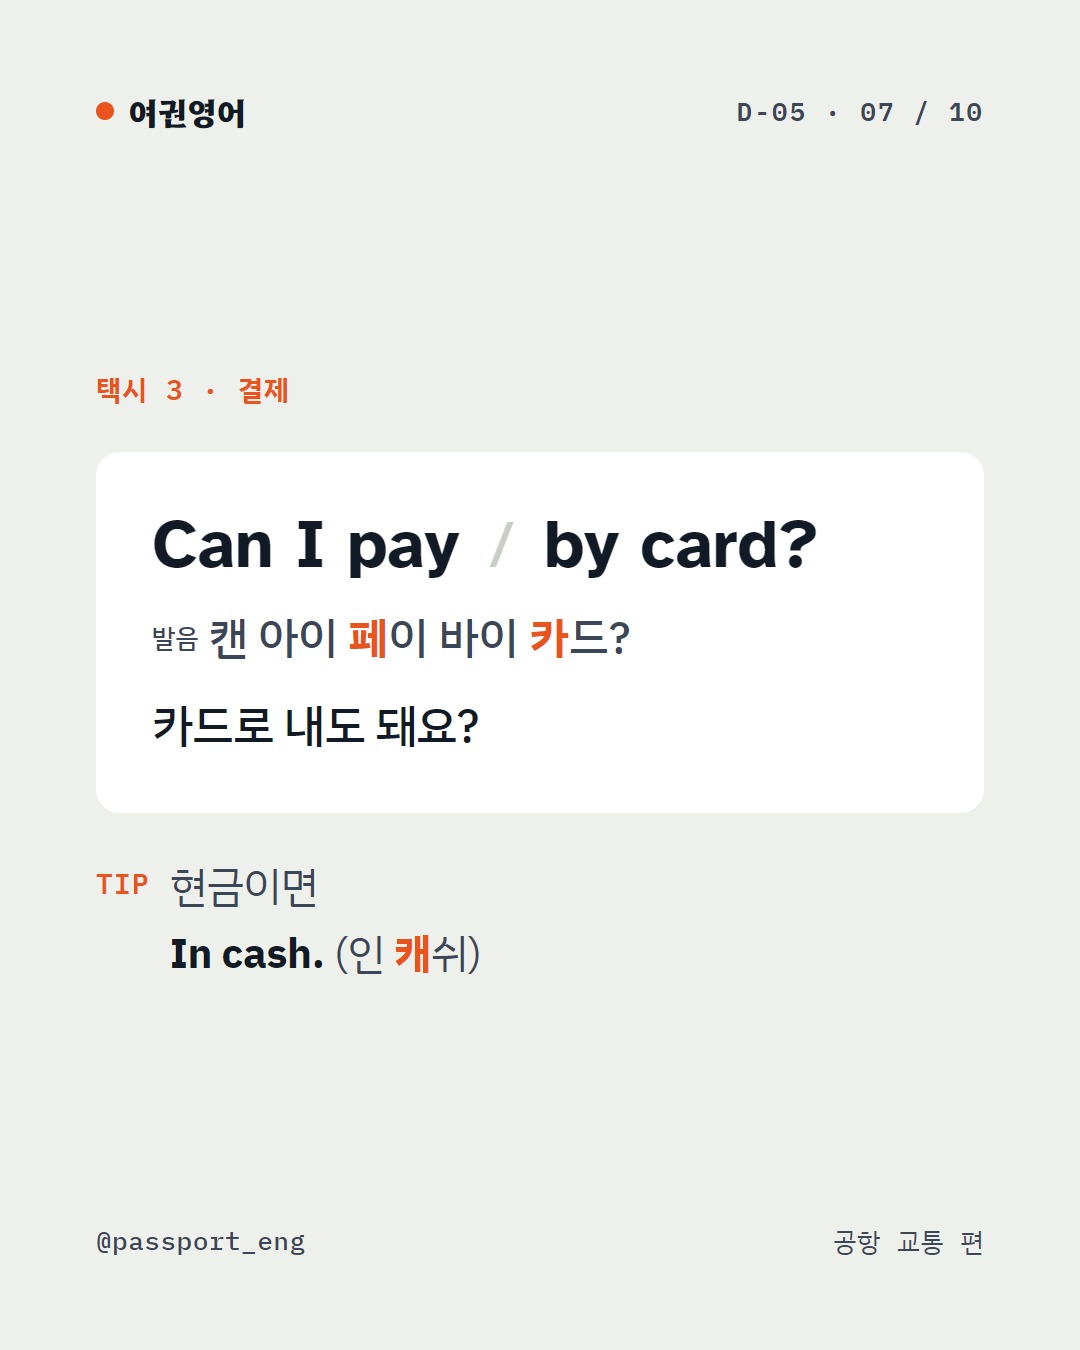 여권영어
D-05 · 07 / 10
택시 3 · 결제
Can I pay / by card?
발음 캔 아이 페이 바이 카드?
카드로 내도 돼요?
TIP 현금이면
In cash. (인 캐쉬)
@passport_eng
공항 교통 편